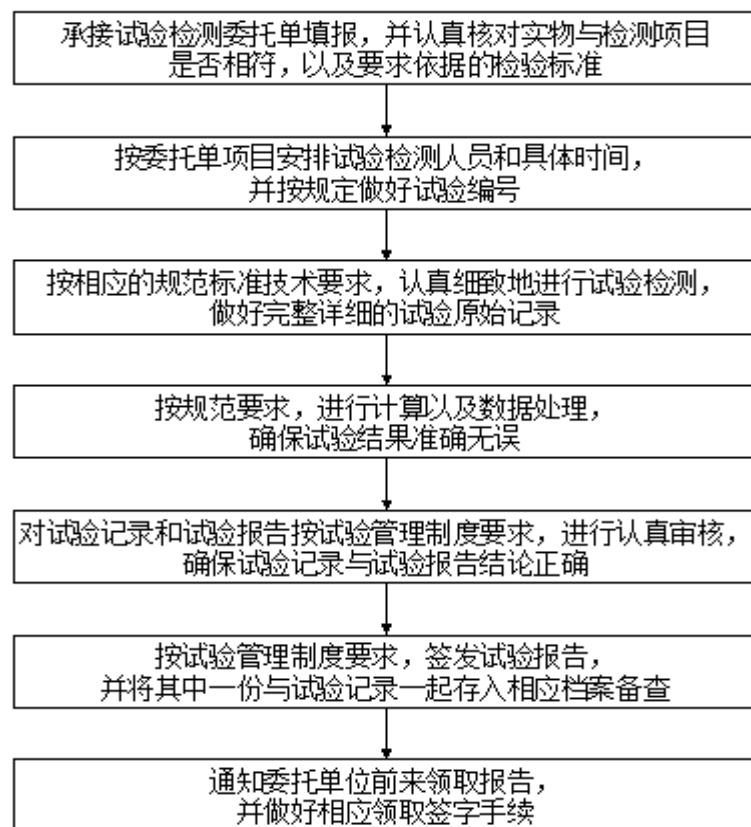 承接试验检测委托单填报，并认真核对实物与检测项目
是否相符，以及要求依据的检验标准
按委托单项目安排试验检测人员和具体时间，
并按规定做好试验编号
按相应的规范标准技术要求，认真细致地进行试验检测，
做好完整详细的试验原始记录
按规范要求，进行计算以及数据处理，
确保试验结果准确无误
对试验记录和试验报告按试验管理制度要求，进行认真审核，
确保试验记录与试验报告结论正确
按试验管理制度要求，签发试验报告，
并将其中一份与试验记录一起存入相应档案备查
通知委托单位前来领取报告，
并做好相应领取签字手续